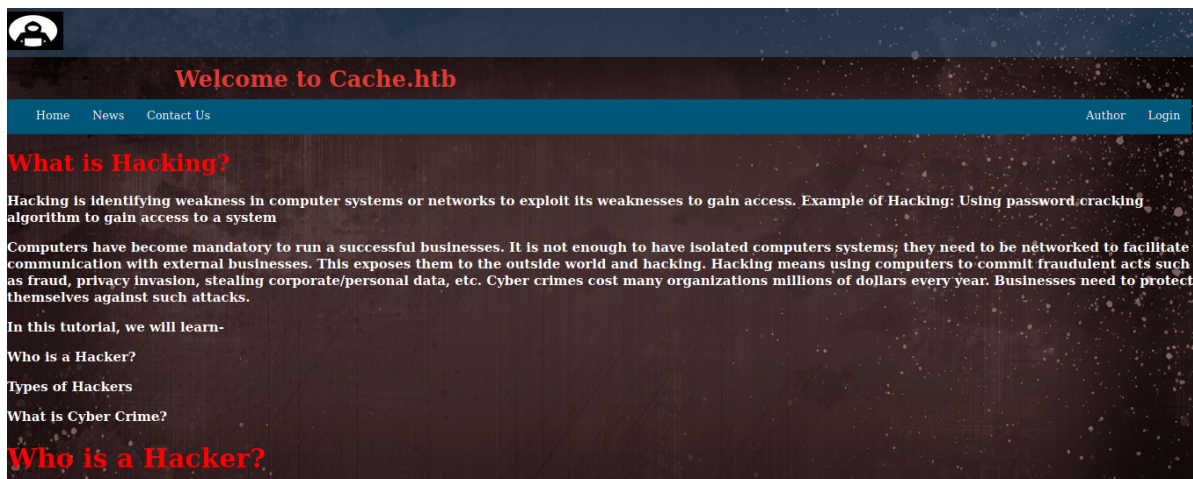 Welcome to Cache.htb
Home News Contact Us Author Login
What is Hacking?
Hacking is identifying weakness in computer systems or networks to exploit its weaknesses to gain access. Example of Hacking: Using password cracking
algorithm to gain access to a system
Computers have become mandatory to run a successful businesses. It is not enough to have isolated computers systems; they need to be networked to facilitate
communication with external businesses. This exposes them to the outside world and hacking. Hacking means using computers to commit fraudulent acts such
as fraud, privacy invasion, stealing corporate/personal data, etc. Cyber crimes cost many organizations millions of dollars every year. Businesses need to protect
themselves against such attacks.
In this tutorial, we will learn-
Who is a Hacker?
Types of Hackers
What is Cyber Crime?
Who is a Hacker?